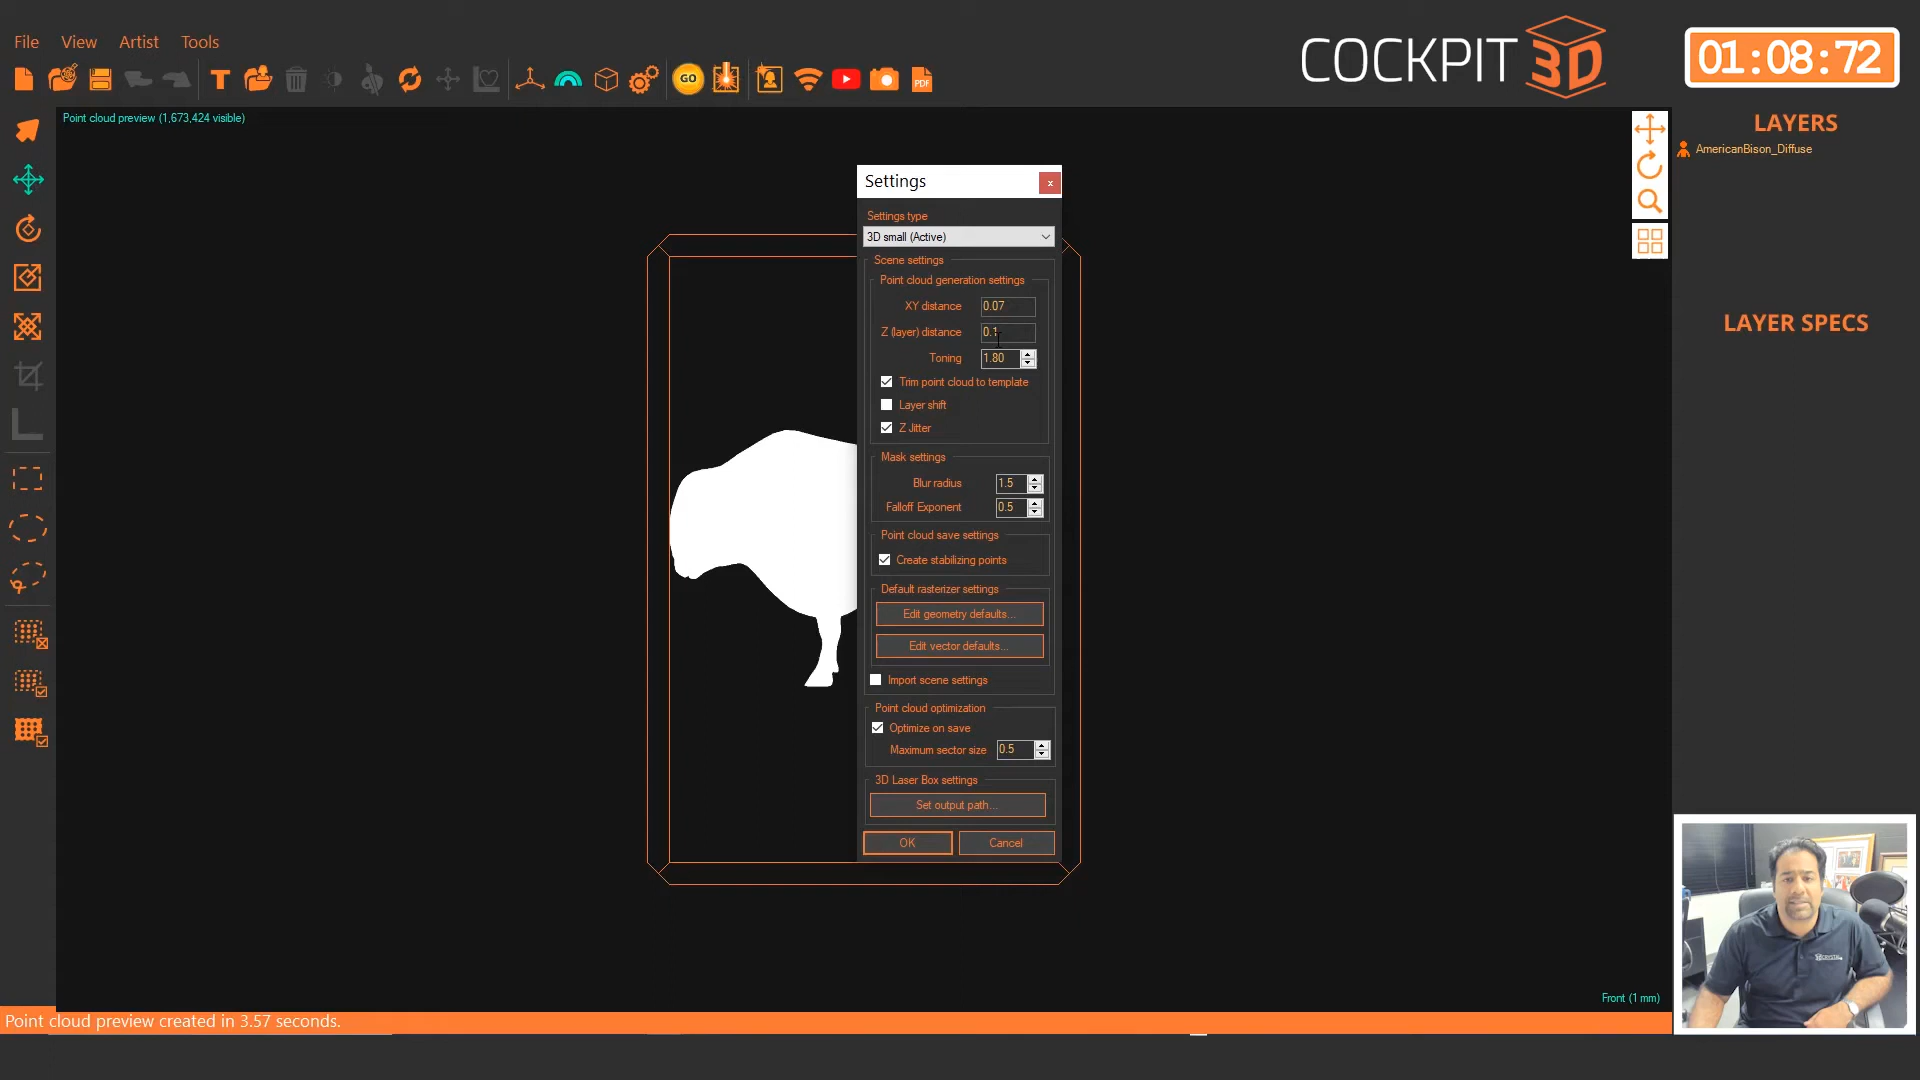 File View Artist Tools
COCKPIT 3D
01:08:72
T
GO
PDF
Point cloud preview (1,673,424 visible)
LAYERS
AmericanBison_Diffuse
LAYER SPECS
Settings
x
Settings type
3D small (Active)
Scene settings
Point cloud generation settings
XY distance 0.07
Z (layer) distance 0.1
Toning 1.80
Trim point cloud to template
Layer shift
Z Jitter
Mask settings
Blur radius 1.5
Falloff Exponent 0.5
Point cloud save settings
Create stabilizing points
Default rasterizer settings
Edit geometry defaults...
Edit vector defaults...
Import scene settings
Point cloud optimization
Optimize on save
Maximum sector size 0.5
3D Laser Box settings
Set output path...
OK Cancel
Front (1 mm)
Point cloud preview created in 3.57 seconds.